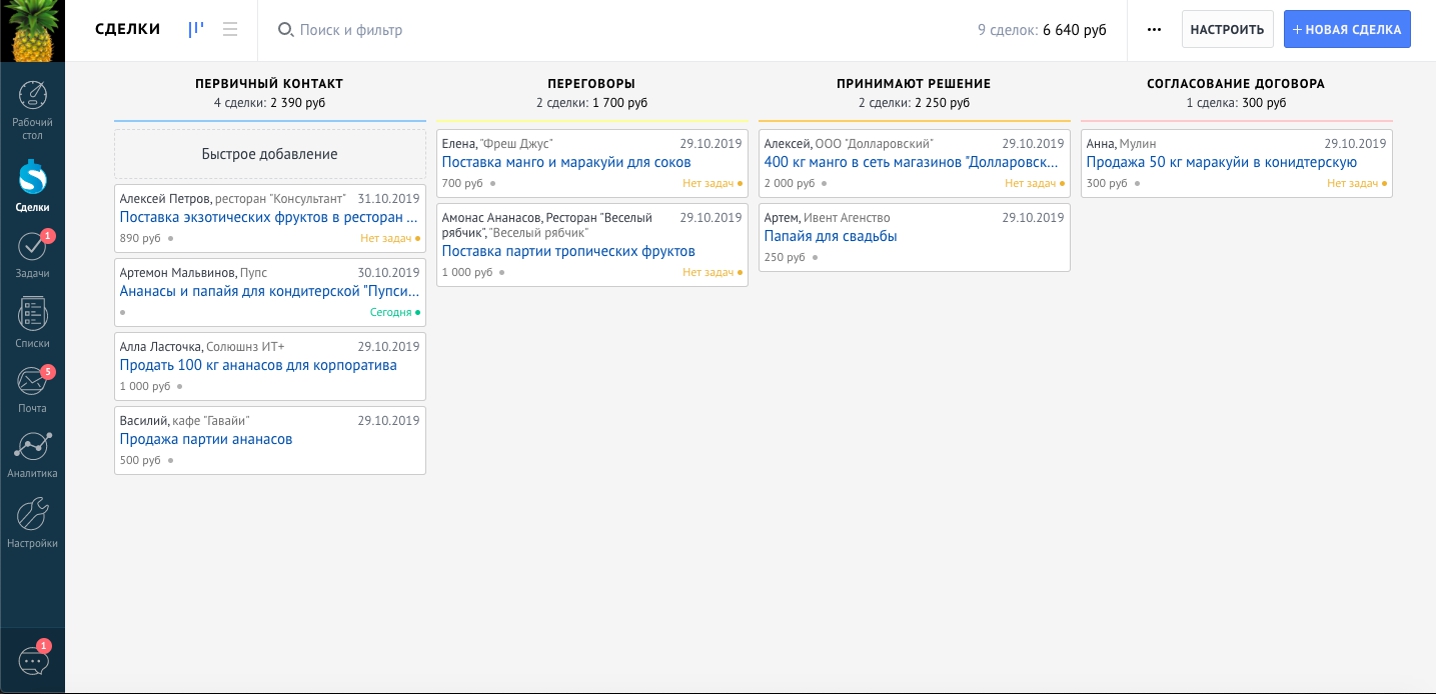 СДЕЛКИ
Поиск и фильтр
9 сделок: 6 640 руб
НАСТРОИТЬ
НОВАЯ СДЕЛКА
Рабочий
стол
Сделки
1
Задачи
Списки
5
Почта
Аналитика
Настройки
1
ПЕРВИЧНЫЙ КОНТАКТ
4 сделки: 2 390 руб
Быстрое добавление
Алексей Петров, ресторан "Консультант" 31.10.2019
Поставка экзотических фруктов в ресторан ...
890 руб Нет задач
Артемон Мальвинов, Пупс 30.10.2019
Ананасы и папайя для кондитерской "Пупси...
Сегодня
Алла Ласточка, Солюшнз ИТ+ 29.10.2019
Продать 100 кг ананасов для корпоратива
1 000 руб
Василий, кафе "Гавайи" 29.10.2019
Продажа партии ананасов
500 руб
ПЕРЕГОВОРЫ
2 сделки: 1 700 руб
Елена, "Фреш Джус" 29.10.2019
Поставка манго и маракуйи для соков
700 руб Нет задач
Амонас Ананасов, Ресторан "Веселый 29.10.2019
рябчик", "Веселый рябчик"
Поставка партии тропических фруктов
1 000 руб Нет задач
ПРИНИМАЮТ РЕШЕНИЕ
2 сделки: 2 250 руб
Алексей, ООО "Долларовский" 29.10.2019
400 кг манго в сеть магазинов "Долларовск...
2 000 руб Нет задач
Артем, Ивент Агенство 29.10.2019
Папайя для свадьбы
250 руб
СОГЛАСОВАНИЕ ДОГОВОРА
1 сделка: 300 руб
Анна, Мулин 29.10.2019
Продажа 50 кг маракуйи в конидтерскую
300 руб Нет задач